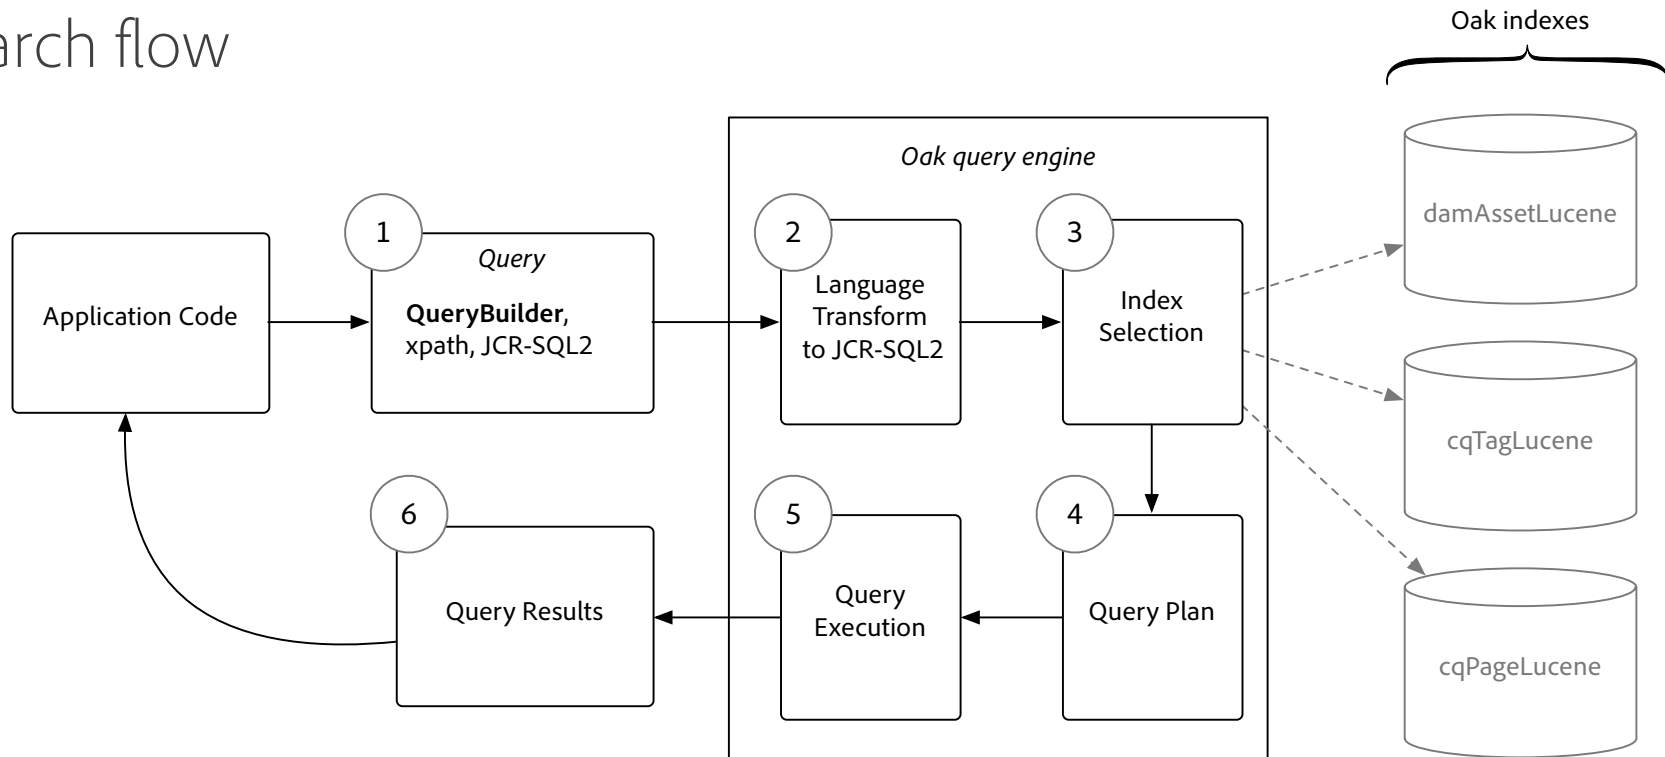 arch flow
Oak indexes
Oak query engine
1
Query
QueryBuilder,
xpath, JCR-SQL2
2
Language
Transform
to JCR-SQL2
3
Index
Selection
Application Code
damAssetLucene
cqTagLucene
cqPageLucene
4
Query Plan
5
Query
Execution
6
Query Results